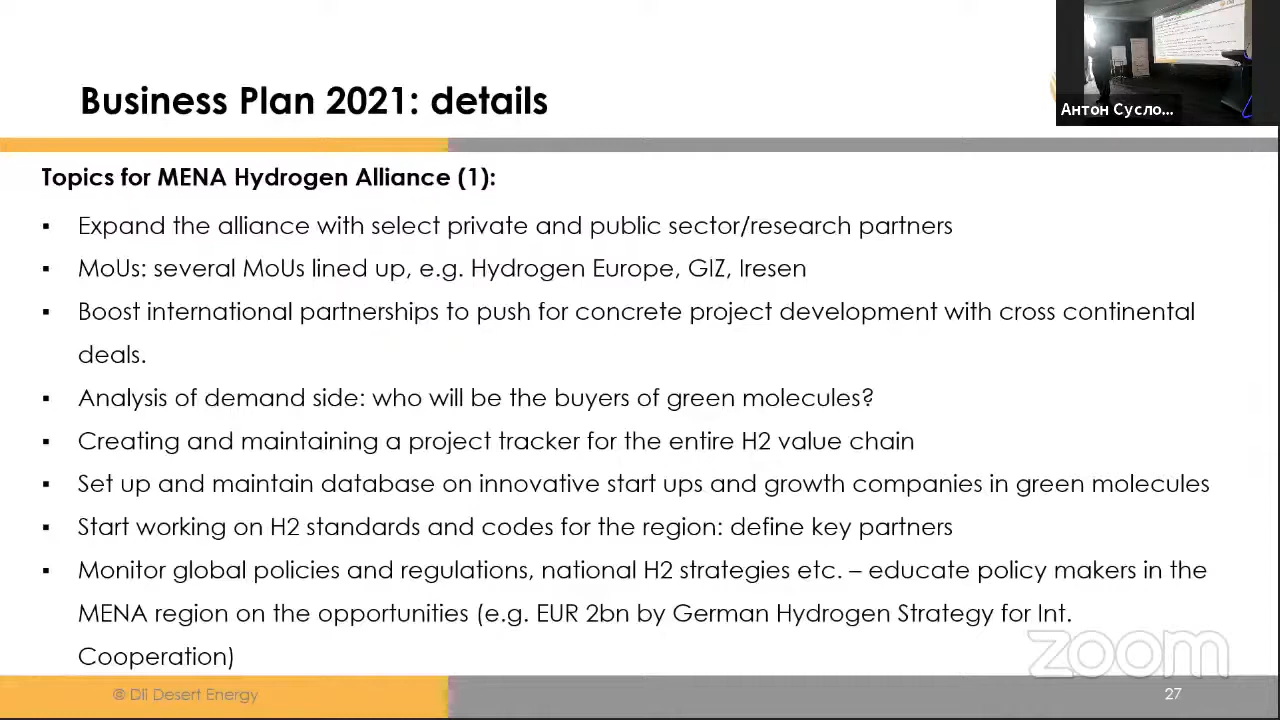 Business Plan 2021: details
Антон Сусло...
Topics for MENA Hydrogen Alliance (1):
▪ Expand the alliance with select private and public sector/research partners
▪ MoUs: several MoUs lined up, e.g. Hydrogen Europe, GIZ, Iresen
▪ Boost international partnerships to push for concrete project development with cross continental
deals.
▪ Analysis of demand side: who will be the buyers of green molecules?
▪ Creating and maintaining a project tracker for the entire H2 value chain
▪ Set up and maintain database on innovative start ups and growth companies in green molecules
▪ Start working on H2 standards and codes for the region: define key partners
▪ Monitor global policies and regulations, national H2 strategies etc. – educate policy makers in the
MENA region on the opportunities (e.g. EUR 2bn by German Hydrogen Strategy for Int.
Cooperation)
zoom
© Dii Desert Energy
27